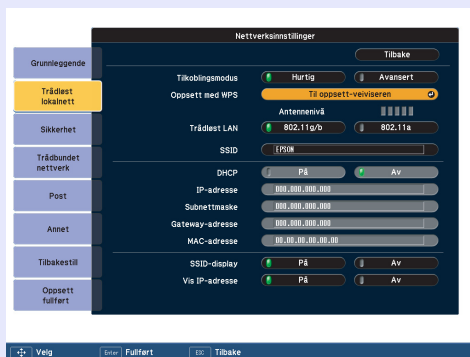 Nettverksinnstillinger
Tilbake
Grunnleggende
Trådløst lokalnett
Sikkerhet
Trådbundet nettverk
Post
Annet
Tilbakestill
Oppsett fullført
Tilkoblingsmodus Hurtig Avansert
Oppsett med WPS Til oppsett-veiviseren
Antennenivå
Trådløst LAN 802.11g/b 802.11a
SSID EPSON
DHCP På Av
IP-adresse 000.000.000.000
Subnettmaske 000.000.000.000
Gateway-adresse 000.000.000.000
MAC-adresse 00.00.00.00.00.00
SSID-display På Av
Vis IP-adresse På Av
Velg Enter Fullført ESC Tilbake